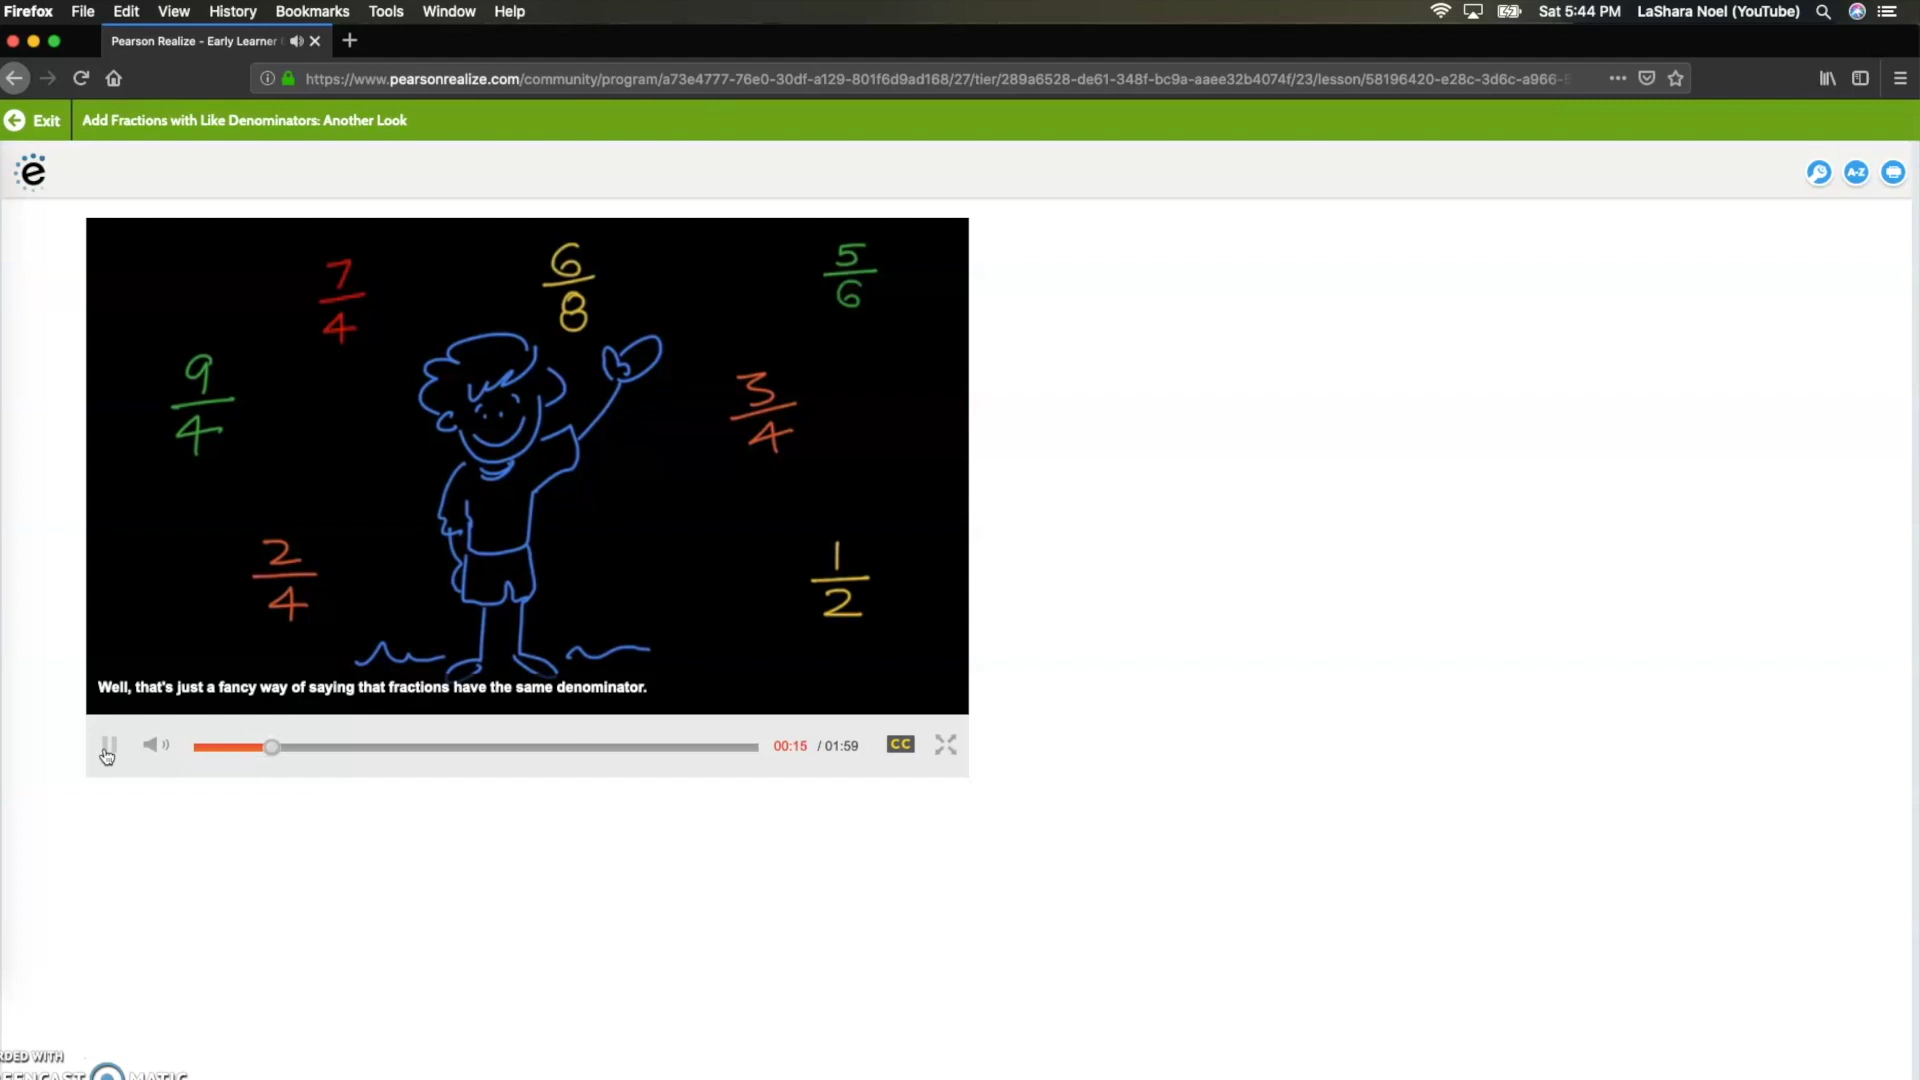 Firefox File Edit View History Bookmarks Tools Window Help Sat 5:44 PM LaShara Noel (YouTube)
Pearson Realize - Early Learner
https://www.pearsonrealize.com/community/program/a73e4777-76e0-30df-a129-801f6d9ad168/27/tier/289a6528-de61-348f-bc9a-aaee32b4074f/23/lesson/58196420-e28c-3d6c-a966-
Exit Add Fractions with Like Denominators: Another Look
e A-Z
7/4 6/8 5/6
9/4 3/4
2/4 1/2
Well, that's just a fancy way of saying that fractions have the same denominator.
00:15 / 01:59 CC
RDED WITH
MATIC